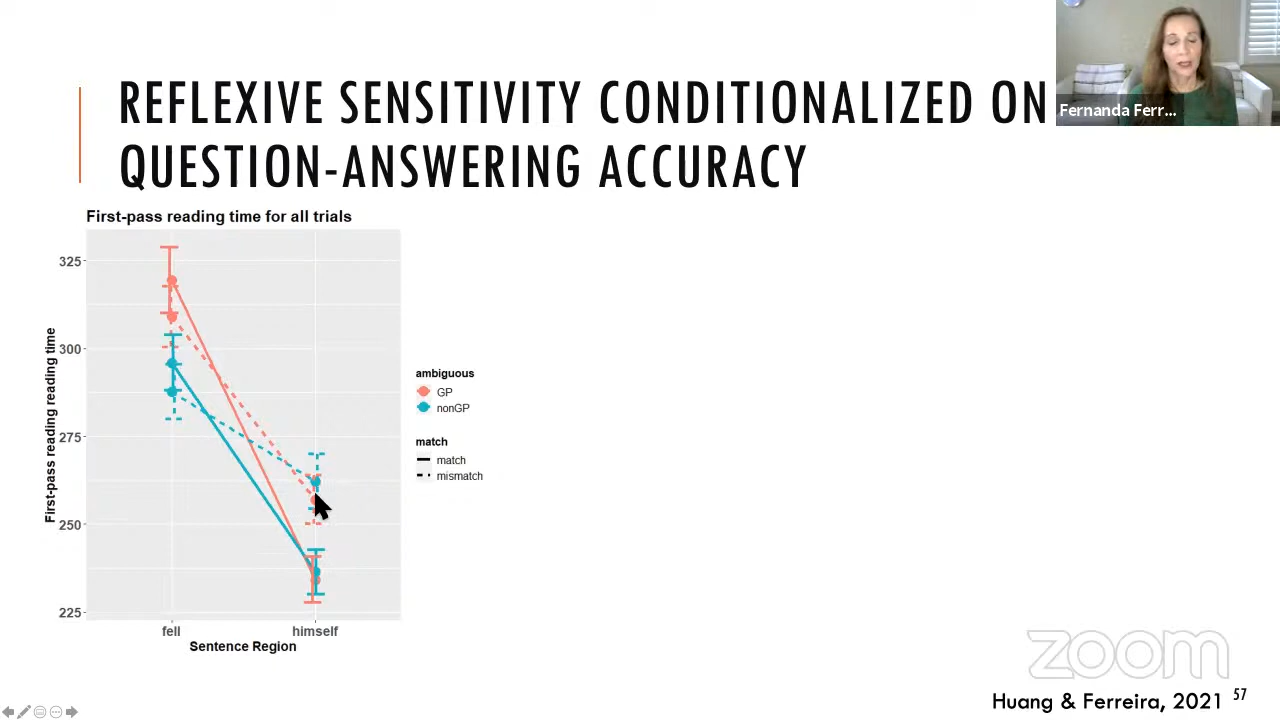 REFLEXIVE SENSITIVITY CONDITIONALIZED ON
QUESTION-ANSWERING ACCURACY
Fernanda Ferr...
First-pass reading time for all trials
First-pass reading reading time
325
300
275
250
225
fell
himself
Sentence Region
ambiguous
GP
nonGP
match
match
mismatch
zoom
Huang & Ferreira, 2021
57